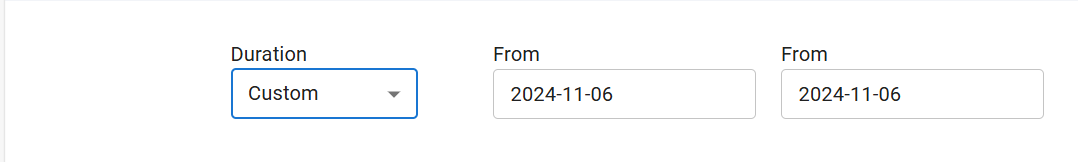 Duration From From
Custom 2024-11-06 2024-11-06